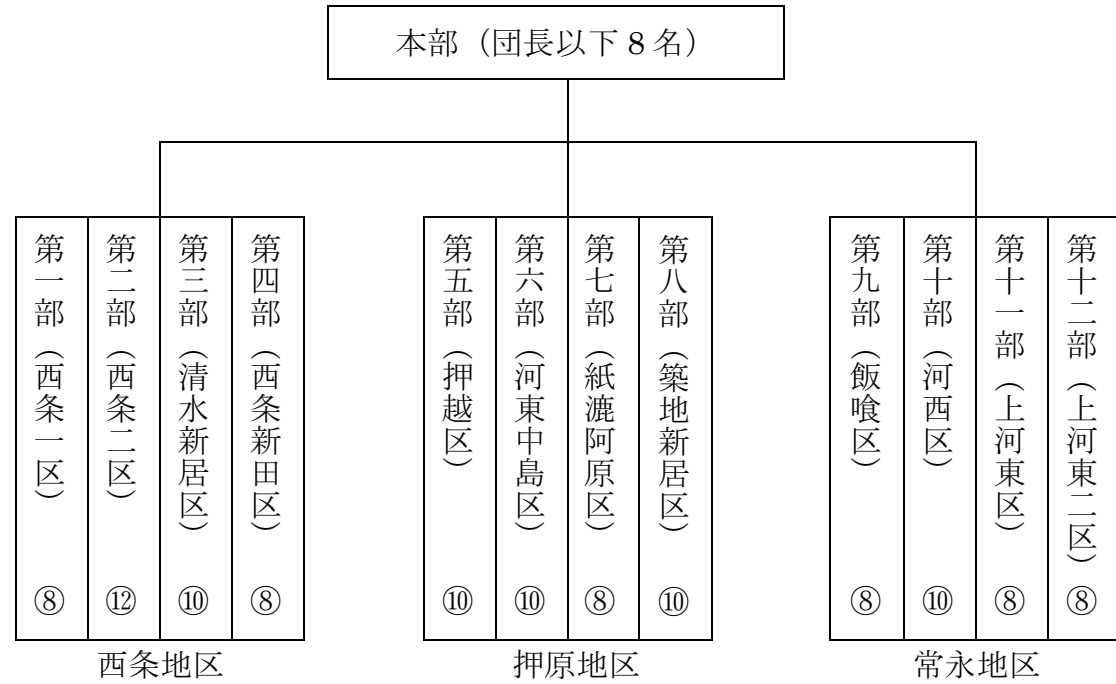 本部（団長以下８名）
第一部（西条一区）⑧
第二部（西条二区）⑫
第三部（清水新居区）⑩
第四部（西条新田区）⑧
西条地区
第五部（押越区）⑩
第六部（河東中島区）⑩
第七部（紙漉阿原区）⑧
第八部（築地新居区）⑩
押原地区
第九部（飯喰区）⑧
第十部（河西区）⑩
第十一部（上河東区）⑧
第十二部（上河東二区）⑧
常永地区